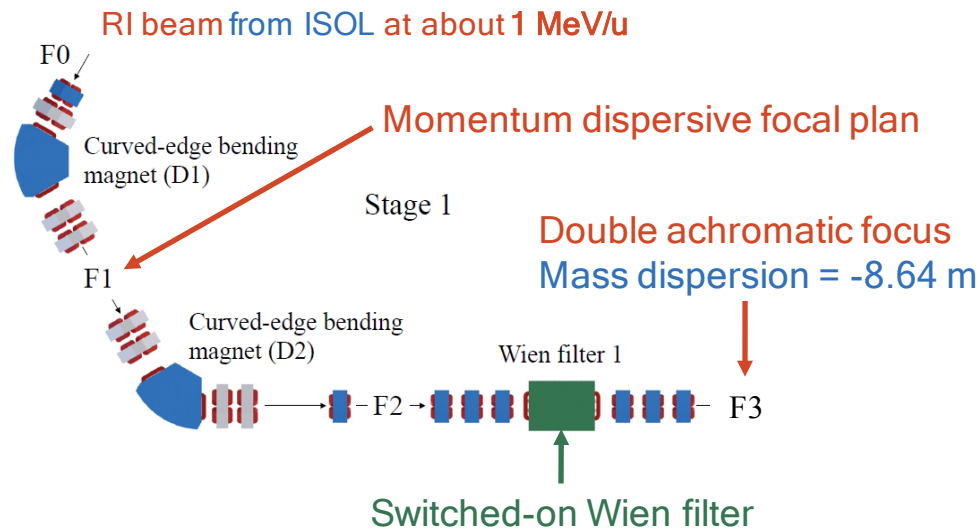 RI beam from ISOL at about 1 MeV/u
F0
Momentum dispersive focal plan
Curved-edge bending
magnet (D1)
Stage 1
Double achromatic focus
Mass dispersion = -8.64 m
F1
Curved-edge bending
magnet (D2)
Wien filter 1
F2
F3
Switched-on Wien filter